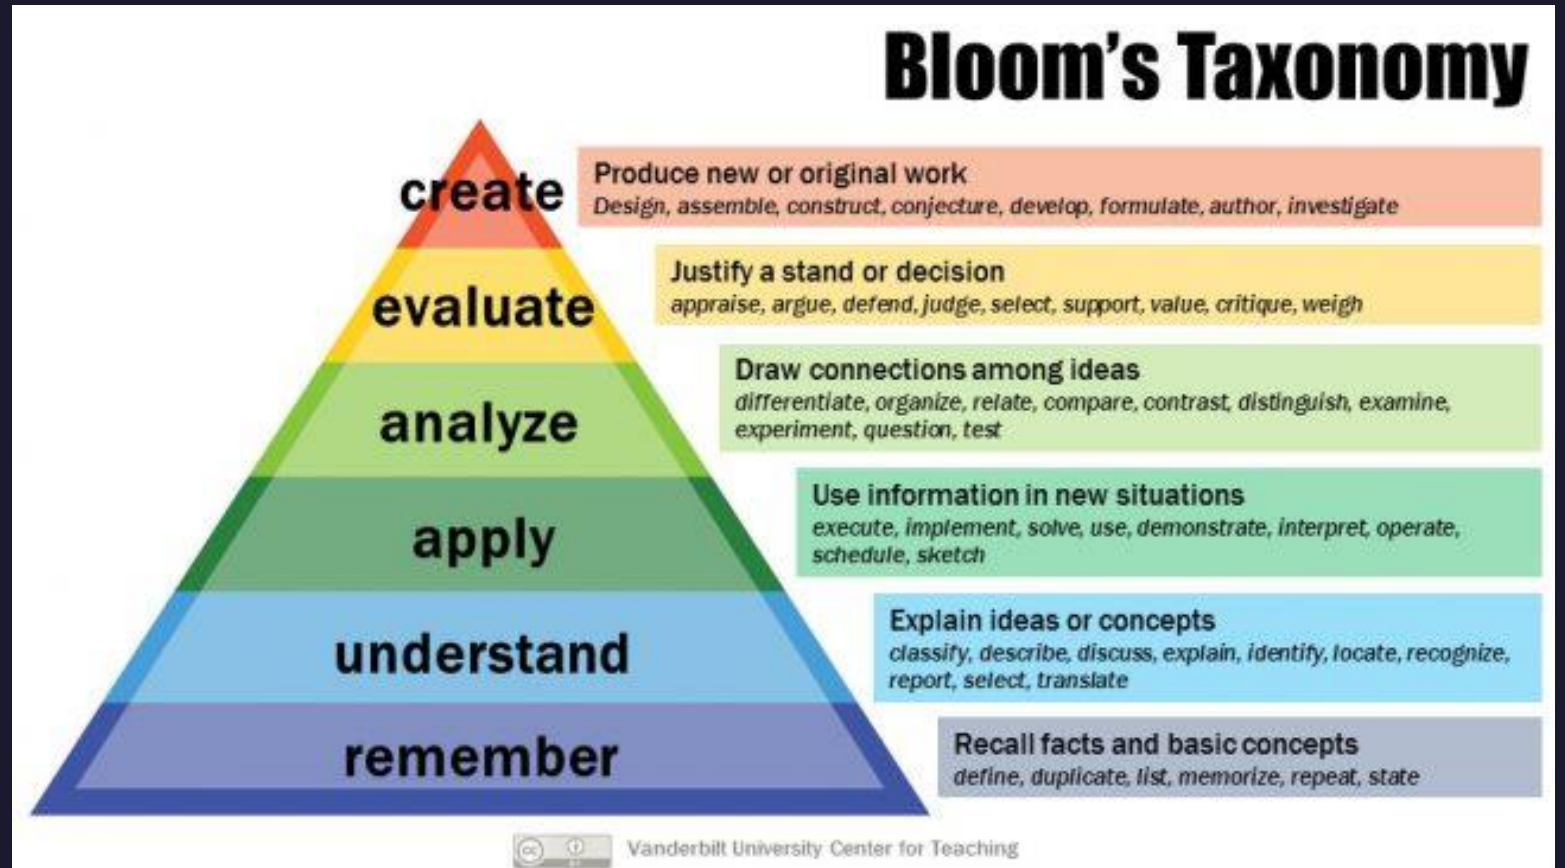 Bloom's Taxonomy
create
Produce new or original work
Design, assemble, construct, conjecture, develop, formulate, author, investigate
evaluate
Justify a stand or decision
appraise, argue, defend, judge, select, support, value, critique, weigh
analyze
Draw connections among ideas
differentiate, organize, relate, compare, contrast, distinguish, examine,
experiment, question, test
apply
Use information in new situations
execute, implement, solve, use, demonstrate, interpret, operate,
schedule, sketch
understand
Explain ideas or concepts
classify, describe, discuss, explain, identify, locate, recognize,
report, select, translate
remember
Recall facts and basic concepts
define, duplicate, list, memorize, repeat, state
cc
Vanderbilt University Center for Teaching